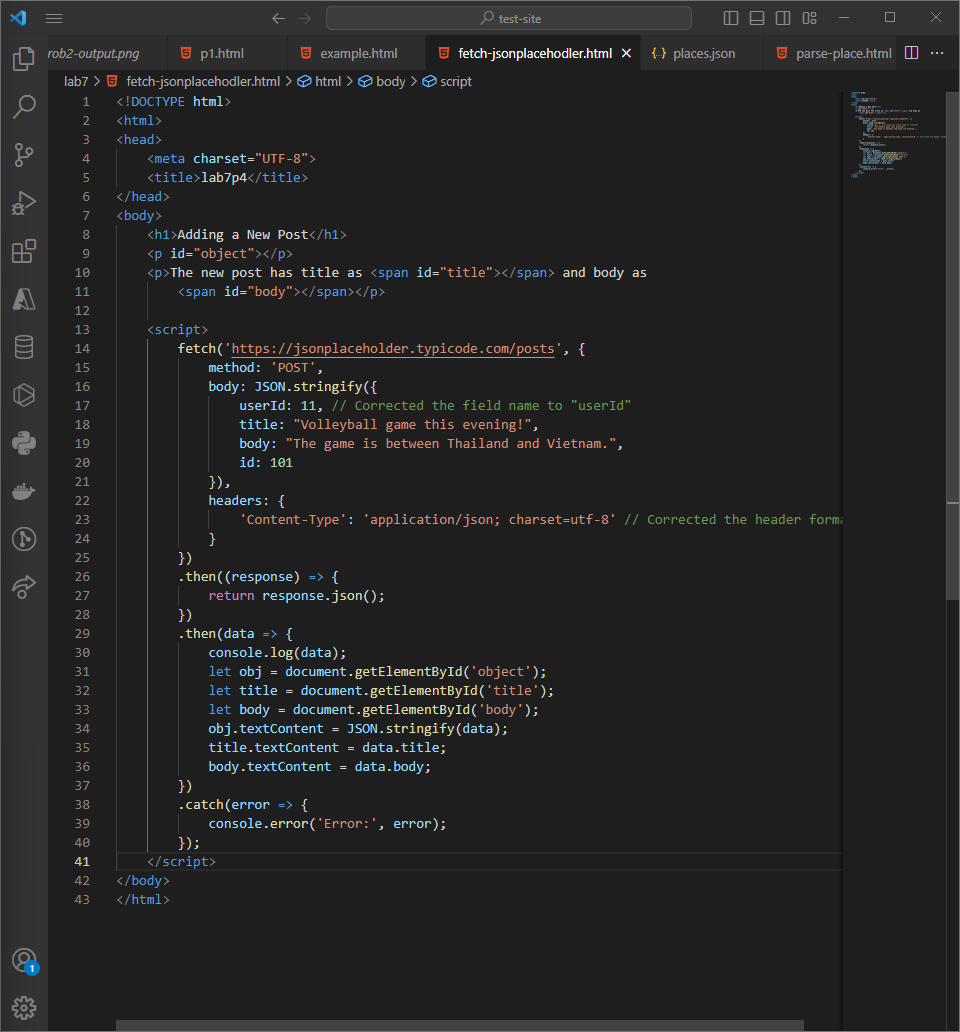 test-site
rob2-output.png
p1.html
example.html
fetch-jsonplacehodler.html
{..} places.json
parse-place.html
lab7 > fetch-jsonplacehodler.html > html > body > script
1 <!DOCTYPE html>
2 <html>
3 <head>
4     <meta charset="UTF-8">
5     <title>lab7p4</title>
6 </head>
7 <body>
8     <h1>Adding a New Post</h1>
9     <p id="object"></p>
10     <p>The new post has title as <span id="title"></span> and body as
11         <span id="body"></span></p>
12
13     <script>
14         fetch('https://jsonplaceholder.typicode.com/posts', {
15             method: 'POST',
16             body: JSON.stringify({
17                 userId: 11, // Corrected the field name to "userId"
18                 title: "Volleyball game this evening!",
19                 body: "The game is between Thailand and Vietnam.",
20                 id: 101
21             }),
22             headers: {
23                 'Content-Type': 'application/json; charset=utf-8' // Corrected the header forma
24             }
25         })
26         .then((response) => {
27             return response.json();
28         })
29         .then(data => {
30             console.log(data);
31             let obj = document.getElementById('object');
32             let title = document.getElementById('title');
33             let body = document.getElementById('body');
34             obj.textContent = JSON.stringify(data);
35             title.textContent = data.title;
36             body.textContent = data.body;
37         })
38         .catch(error => {
39             console.error('Error:', error);
40         });
41     </script>
42 </body>
43 </html>
1